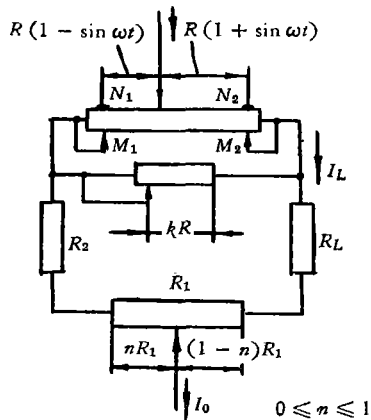 R(1 − sin ωt) R(1 + sin ωt)
N₁ N₂
M₁ M₂
I_L
kR
R₂ R_L
R₁
nR₁ (1 − n)R₁
I₀ 0 ≤ n ≤ 1